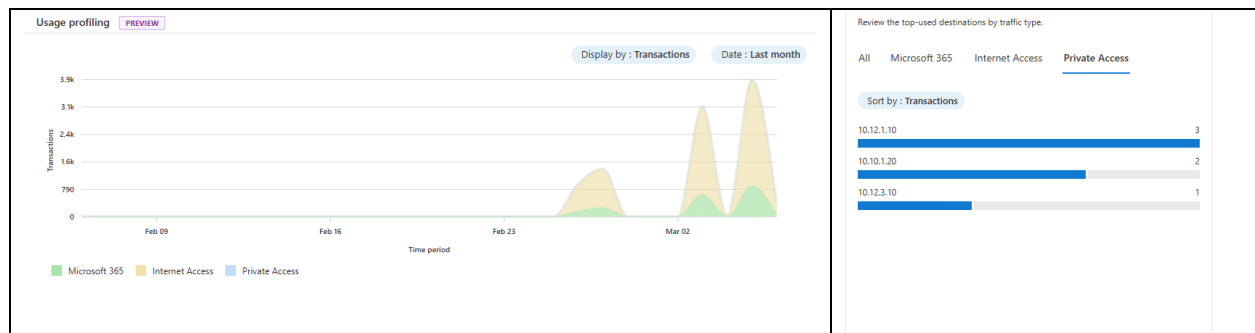 Usage profiling PREVIEW
Display by : Transactions Date : Last month
3.9k
3.1k
2.4k
1.6k
790
0
Transactions
Feb 09 Feb 16 Feb 23 Mar 02
Time period
Microsoft 365 Internet Access Private Access
Review the top-used destinations by traffic type.
All Microsoft 365 Internet Access Private Access
Sort by : Transactions
10.12.1.10 3
10.10.1.20 2
10.12.3.10 1